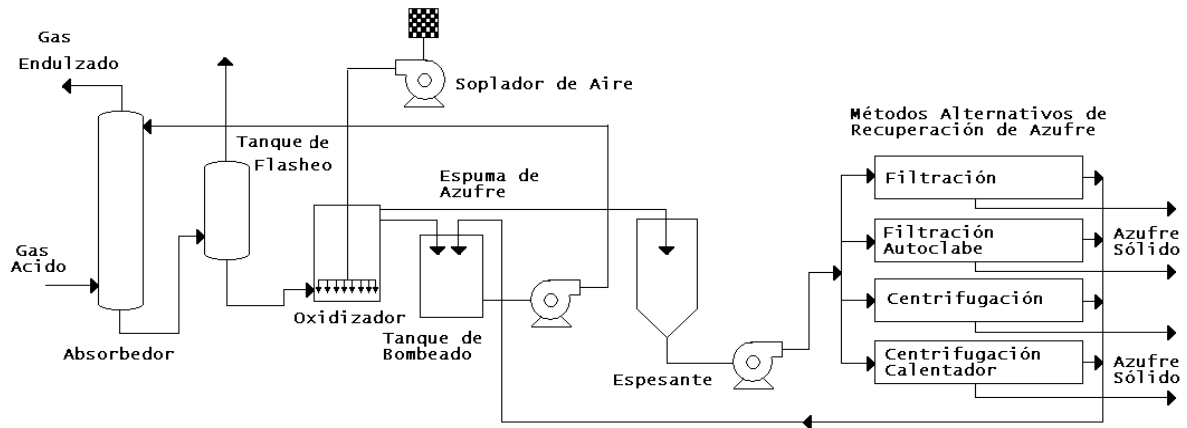 Gas
Endulzado
Soplador de Aire
Métodos Alternativos de
Recuperación de Azufre
Tanque de
Flasheo
Espuma de
Azufre
Filtración
Gas
Acido
Filtración
Autoclabe
Azufre
Sólido
Centrifugación
Oxidizador
Tanque de
Bombeado
Absorbedor
Espesante
Centrifugación
Calentador
Azufre
Sólido